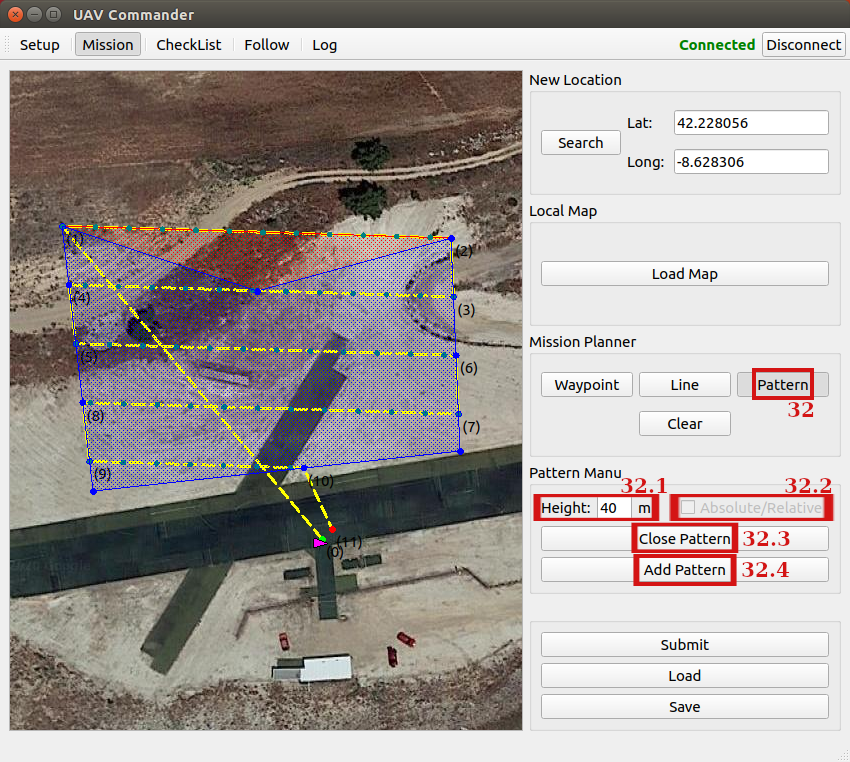 UAV Commander
Setup Mission CheckList Follow Log Connected Disconnect
New Location
Lat: 42.228056
Search
Long: -8.628306
Local Map
Load Map
Mission Planner
Waypoint Line Pattern
32
Clear
Pattern Manu
32.1 32.2
Height: 40 m Absolute/Relative
Close Pattern 32.3
Add Pattern 32.4
Submit
Load
Save
(1)
(2)
(4)
(3)
(5)
(6)
(8)
(7)
(9)
(10)
(11)
(0)